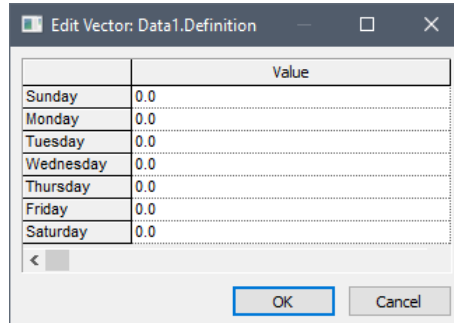 Edit Vector: Data1.Definition
Value
Sunday 0.0
Monday 0.0
Tuesday 0.0
Wednesday 0.0
Thursday 0.0
Friday 0.0
Saturday 0.0
OK Cancel